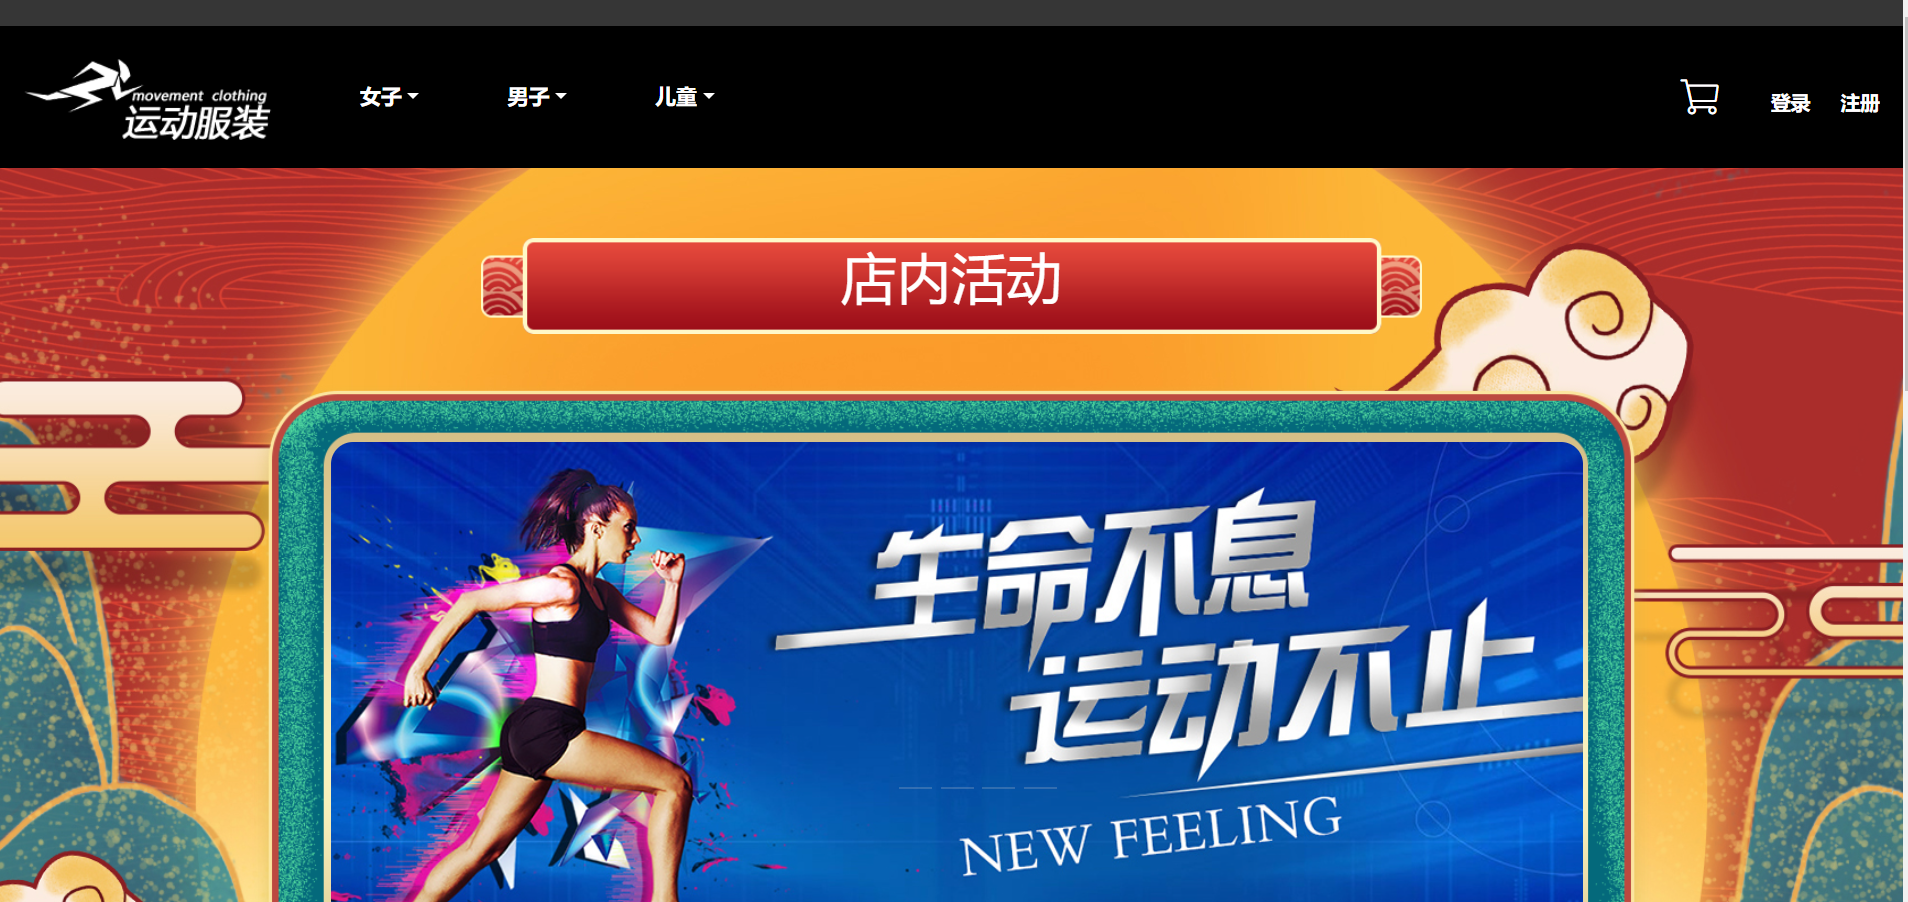 movement clothing
运动服装
女子
男子
儿童
登录
注册
店内活动
生命不息
运动不止
NEW FEELING